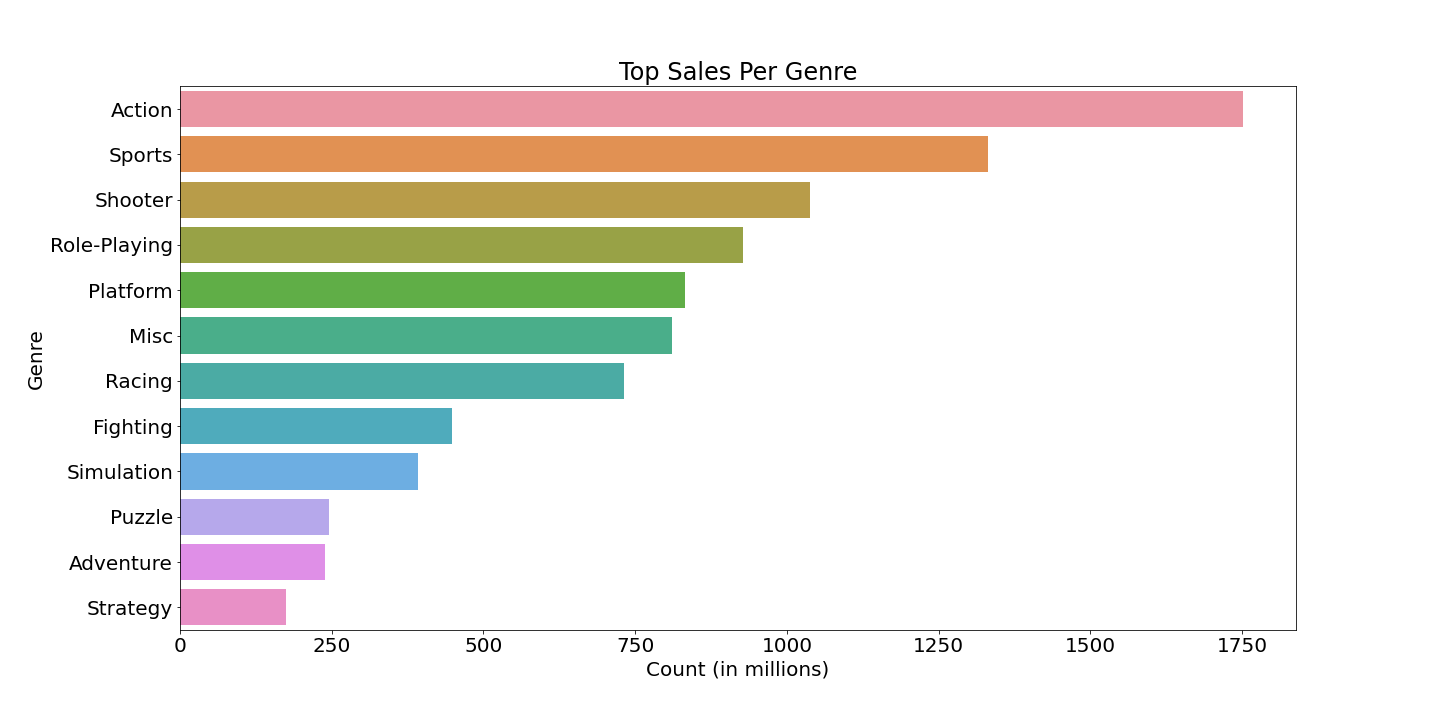 Top Sales Per Genre
Action
Sports
Shooter
Role-Playing
Platform
Misc
Racing
Fighting
Simulation
Puzzle
Adventure
Strategy
Genre
0 250 500 750 1000 1250 1500 1750
Count (in millions)